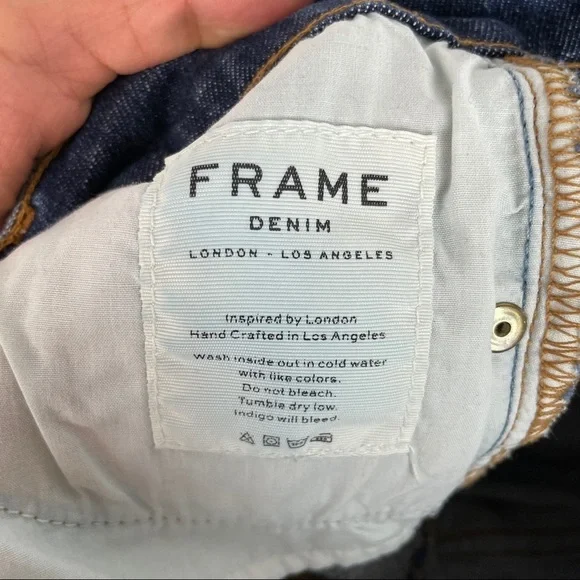 FRAME
DENIM
LONDON - LOS ANGELES
Inspired by London
Hand Crafted in Los Angeles
Wash inside out in cold water
with like colors.
Do not bleach.
Tumble dry low.
Indigo will bleed.